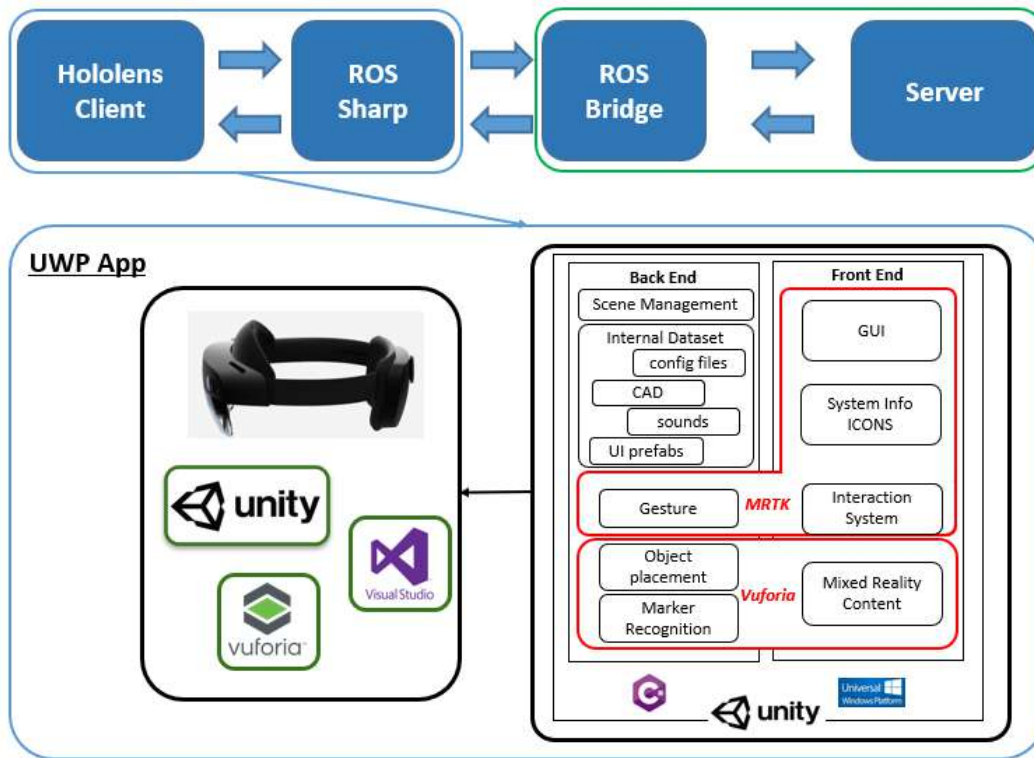 Hololens
Client
ROS
Sharp
ROS
Bridge
Server
UWP App
unity
Visual Studio
vuforia™
Back End
Scene Management
Internal Dataset
config files
CAD
sounds
UI prefabs
Gesture
Object
placement
Marker
Recognition
MRTK
Vuforia
Front End
GUI
System Info
ICONS
Interaction
System
Mixed Reality
Content
C#
unity
Universal
Windows Platform